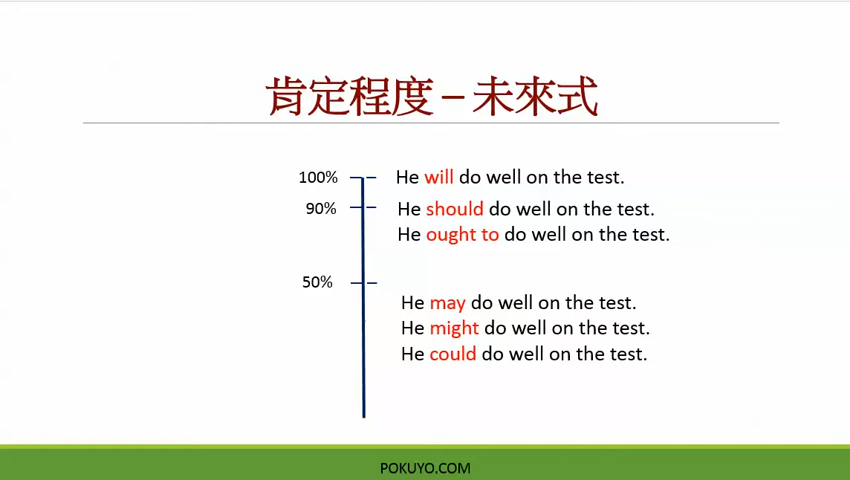 肯定程度 – 未來式
100% He will do well on the test.
90% He should do well on the test.
He ought to do well on the test.
50%
He may do well on the test.
He might do well on the test.
He could do well on the test.
POKUYO.COM